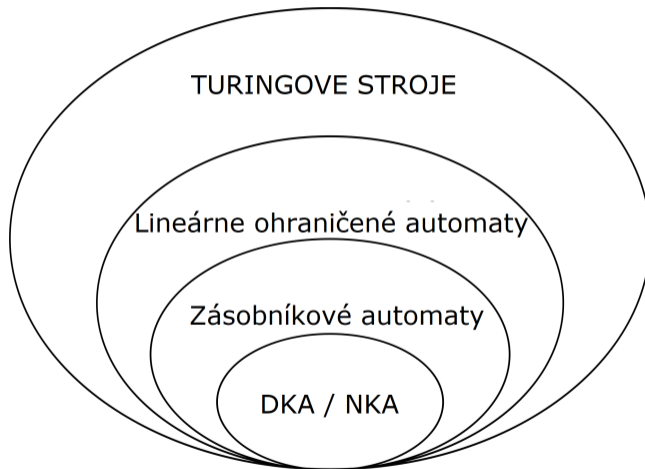 TURINGOVE STROJE
Lineárne ohraničené automaty
Zásobníkové automaty
DKA / NKA